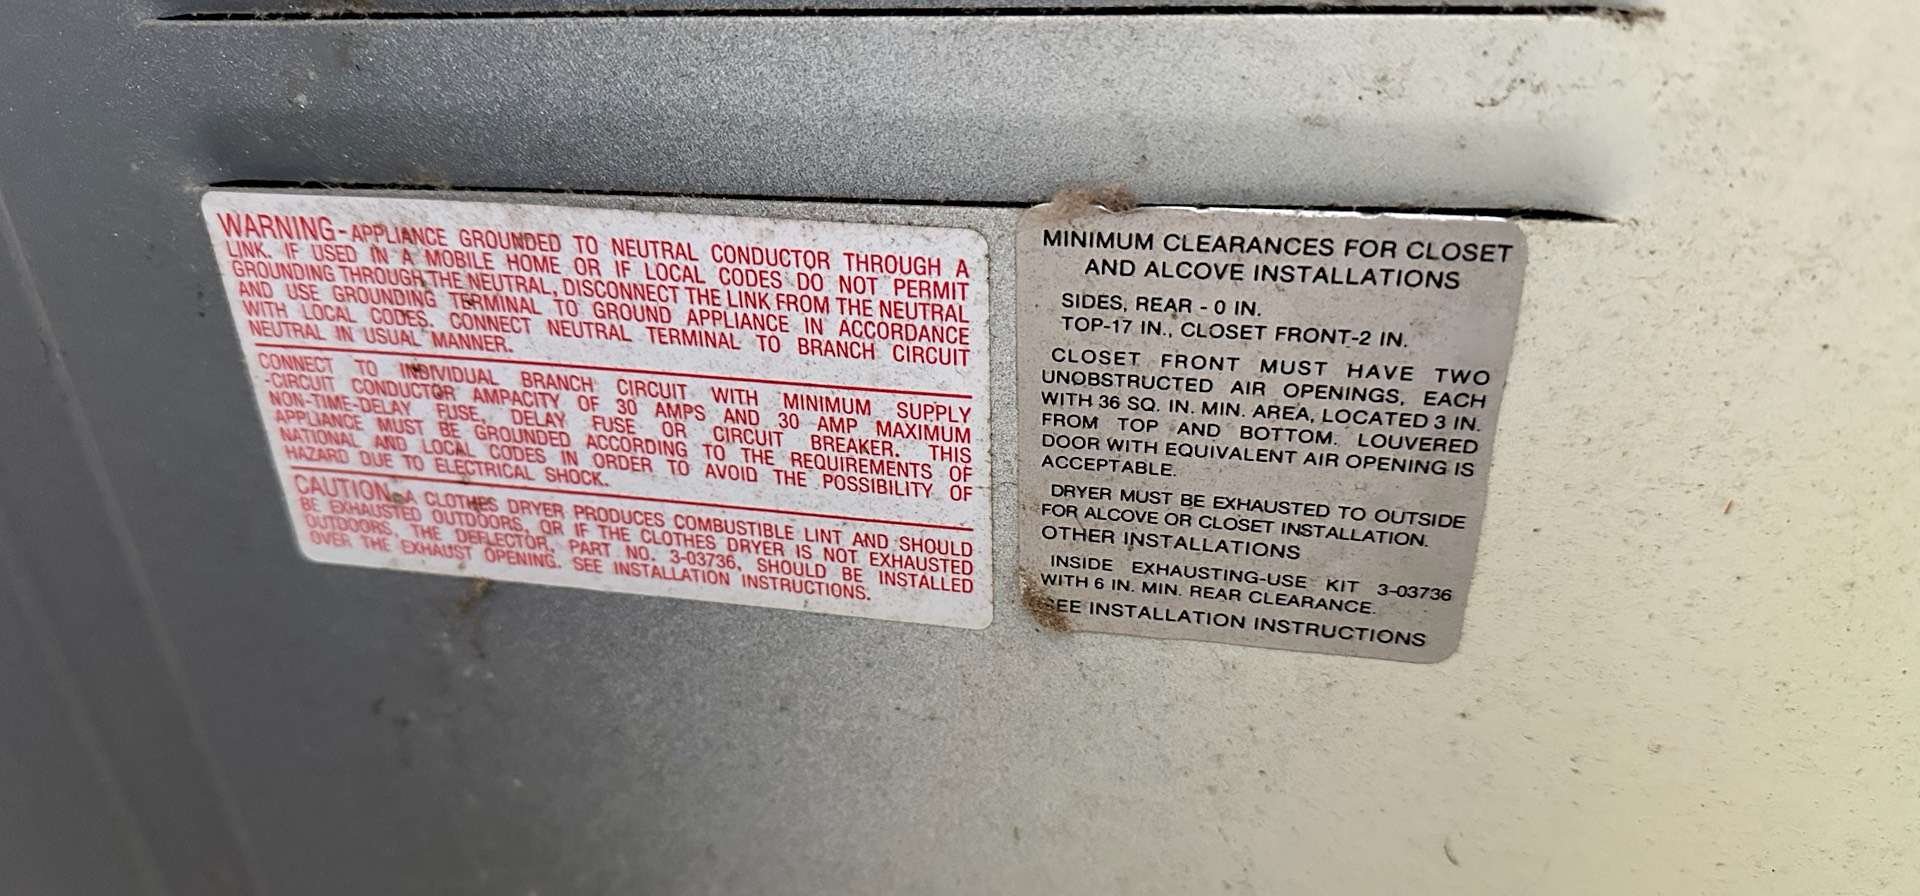 WARNING-APPLIANCE GROUNDED TO NEUTRAL CONDUCTOR THROUGH A
LINK. IF USED IN A MOBILE HOME OR IF LOCAL CODES DO NOT PERMIT
GROUNDING THROUGH THE NEUTRAL, DISCONNECT THE LINK FROM THE NEUTRAL
AND USE GROUNDING TERMINAL TO GROUND APPLIANCE IN ACCORDANCE
WITH LOCAL CODES. CONNECT NEUTRAL TERMINAL TO BRANCH CIRCUIT
NEUTRAL IN USUAL MANNER.
CONNECT TO INDIVIDUAL BRANCH CIRCUIT WITH MINIMUM SUPPLY
-CIRCUIT CONDUCTOR AMPACITY OF 30 AMPS AND 30 AMP MAXIMUM
NON-TIME-DELAY FUSE, DELAY FUSE OR CIRCUIT BREAKER. THIS
APPLIANCE MUST BE GROUNDED ACCORDING TO THE REQUIREMENTS OF
NATIONAL AND LOCAL CODES IN ORDER TO AVOID THE POSSIBILITY OF
HAZARD DUE TO ELECTRICAL SHOCK.
CAUTION-A CLOTHES DRYER PRODUCES COMBUSTIBLE LINT AND SHOULD
BE EXHAUSTED OUTDOORS, OR IF THE CLOTHES DRYER IS NOT EXHAUSTED
OUTDOORS, THE DEFLECTOR, PART NO. 3-03736, SHOULD BE INSTALLED
OVER THE EXHAUST OPENING. SEE INSTALLATION INSTRUCTIONS.
MINIMUM CLEARANCES FOR CLOSET
AND ALCOVE INSTALLATIONS
SIDES, REAR - 0 IN.
TOP-17 IN., CLOSET FRONT-2 IN.
CLOSET FRONT MUST HAVE TWO
UNOBSTRUCTED AIR OPENINGS, EACH
WITH 36 SQ. IN. MIN. AREA, LOCATED 3 IN.
FROM TOP AND BOTTOM. LOUVERED
DOOR WITH EQUIVALENT AIR OPENING IS
ACCEPTABLE.
DRYER MUST BE EXHAUSTED TO OUTSIDE
FOR ALCOVE OR CLOSET INSTALLATION.
OTHER INSTALLATIONS
INSIDE EXHAUSTING-USE KIT 3-03736
WITH 6 IN. MIN. REAR CLEARANCE.
SEE INSTALLATION INSTRUCTIONS